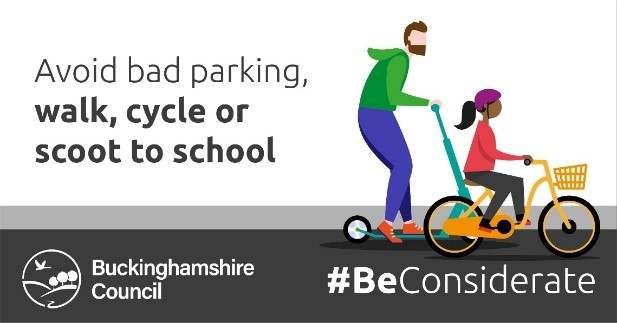 Avoid bad parking,
walk, cycle or
scoot to school
Buckinghamshire
Council
#BeConsiderate